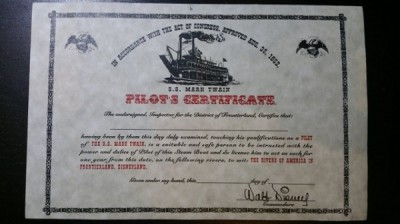 IN ACCORDANCE WITH THE ACT OF CONGRESS, APPROVED AUG. 30, 1852.
S.S. MARK TWAIN
PILOT'S CERTIFICATE.
The undersigned, Inspector for the District of Frontierland, Certifies that:
having been by them this day duly examined, touching his qualifications as a PILOT
of THE S.S. MARK TWAIN, is a suitable and safe person to be intrusted with the
power and duties of Pilot of this Steam Boat and do license him to act as such for
one year from this date, on the following rivers, to wit: THE RIVERS OF AMERICA IN
FRONTIERLAND, DISNEYLAND.
Given under my hand, this day of
Walt Disney